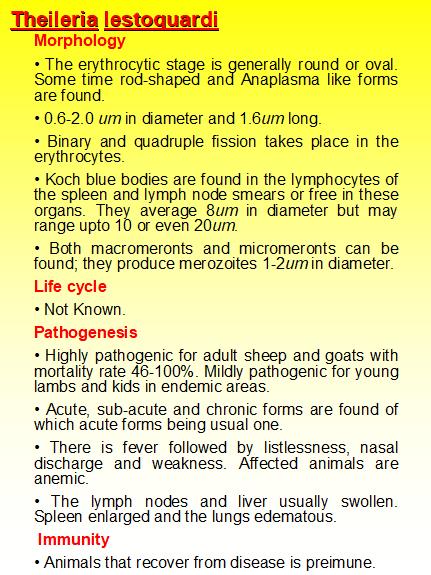 Theileria lestoquardi
Morphology
• The erythrocytic stage is generally round or oval.
Some time rod-shaped and Anaplasma like forms
are found.
• 0.6-2.0 um in diameter and 1.6um long.
• Binary and quadruple fission takes place in the
erythrocytes.
• Koch blue bodies are found in the lymphocytes of
the spleen and lymph node smears or free in these
organs. They average 8um in diameter but may
range upto 10 or even 20um.
• Both macromeronts and micromeronts can be
found; they produce merozoites 1-2um in diameter.
Life cycle
• Not Known.
Pathogenesis
• Highly pathogenic for adult sheep and goats with
mortality rate 46-100%. Mildly pathogenic for young
lambs and kids in endemic areas.
• Acute, sub-acute and chronic forms are found of
which acute forms being usual one.
• There is fever followed by listlessness, nasal
discharge and weakness. Affected animals are
anemic.
• The lymph nodes and liver usually swollen.
Spleen enlarged and the lungs edematous.
Immunity
• Animals that recover from disease is preimune.